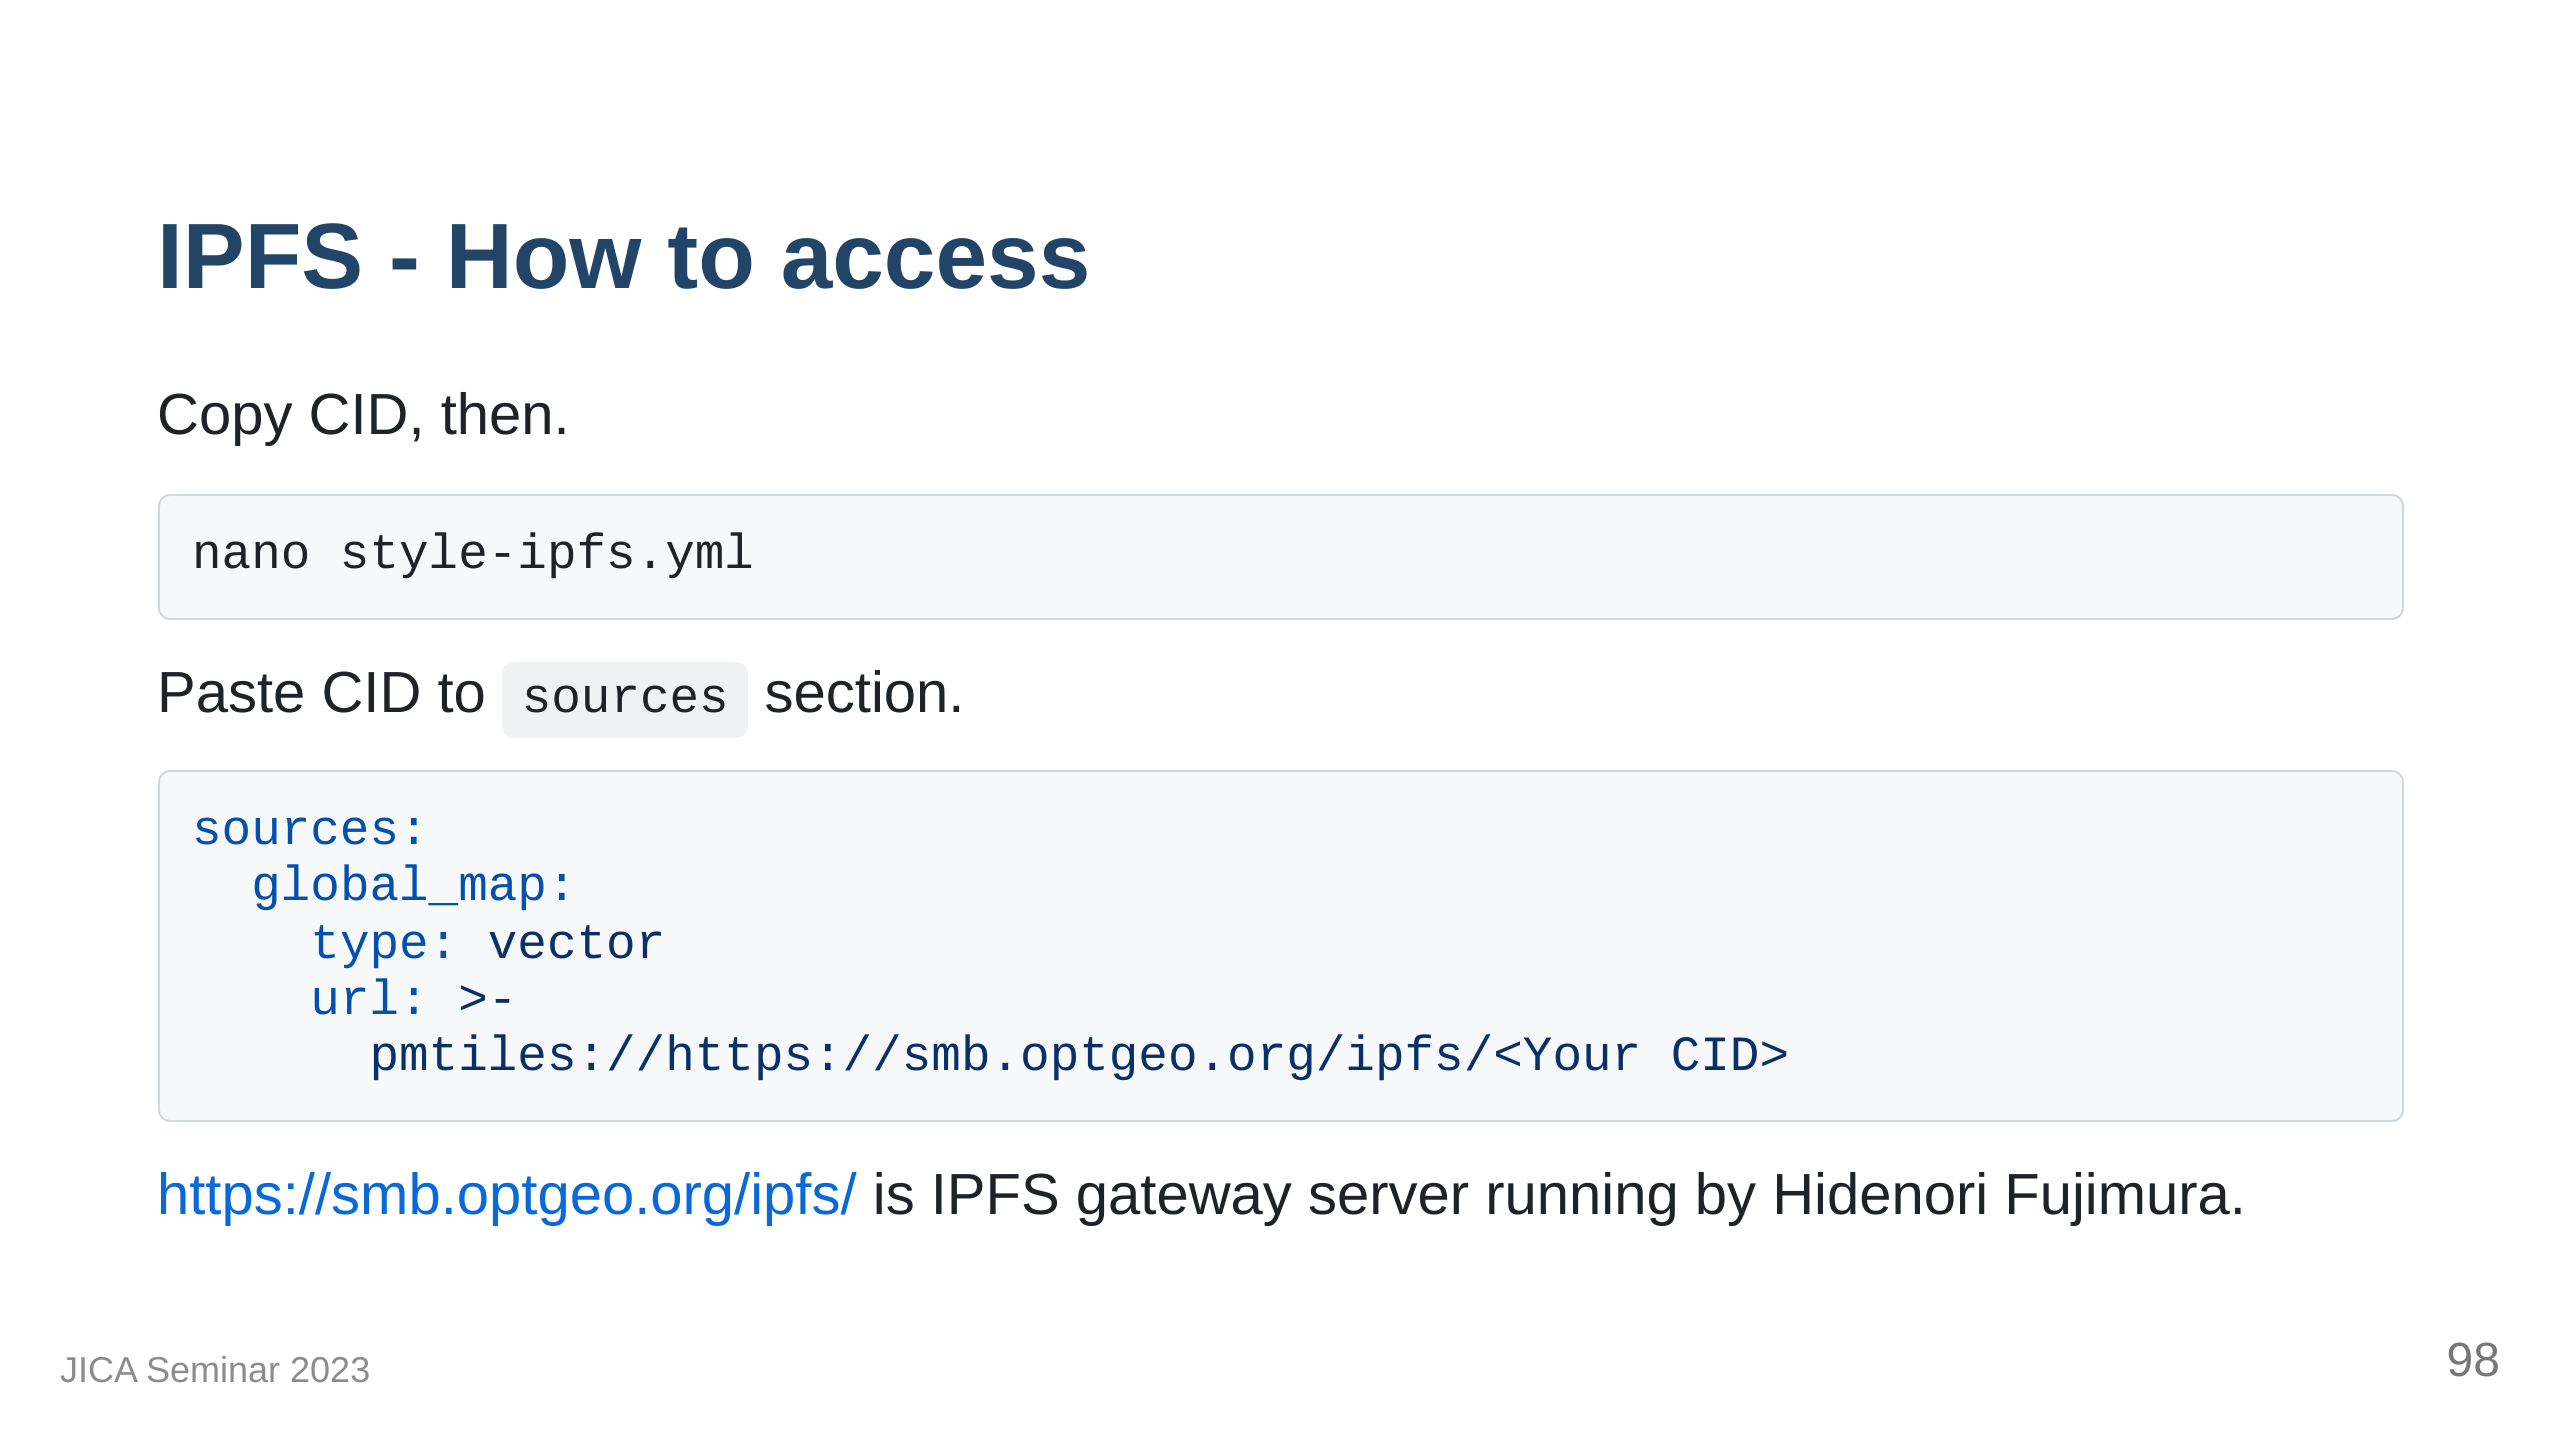 IPFS - How to access
Copy CID, then.
nano style-ipfs.yml
Paste CID to sources section.
sources:
  global_map:
    type: vector
    url: >-
      pmtiles://https://smb.optgeo.org/ipfs/<Your CID>
https://smb.optgeo.org/ipfs/ is IPFS gateway server running by Hidenori Fujimura.
JICA Seminar 2023
98